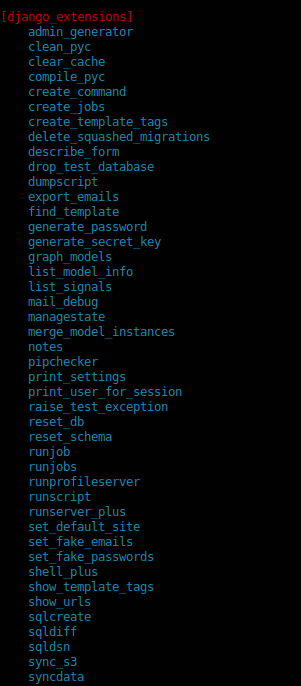 [django_extensions]
admin_generator
clean_pyc
clear_cache
compile_pyc
create_command
create_jobs
create_template_tags
delete_squashed_migrations
describe_form
drop_test_database
dumpscript
export_emails
find_template
generate_password
generate_secret_key
graph_models
list_model_info
list_signals
mail_debug
managestate
merge_model_instances
notes
pipchecker
print_settings
print_user_for_session
raise_test_exception
reset_db
reset_schema
runjob
runjobs
runprofileserver
runscript
runserver_plus
set_default_site
set_fake_emails
set_fake_passwords
shell_plus
show_template_tags
show_urls
sqlcreate
sqldiff
sqldsn
sync_s3
syncdata